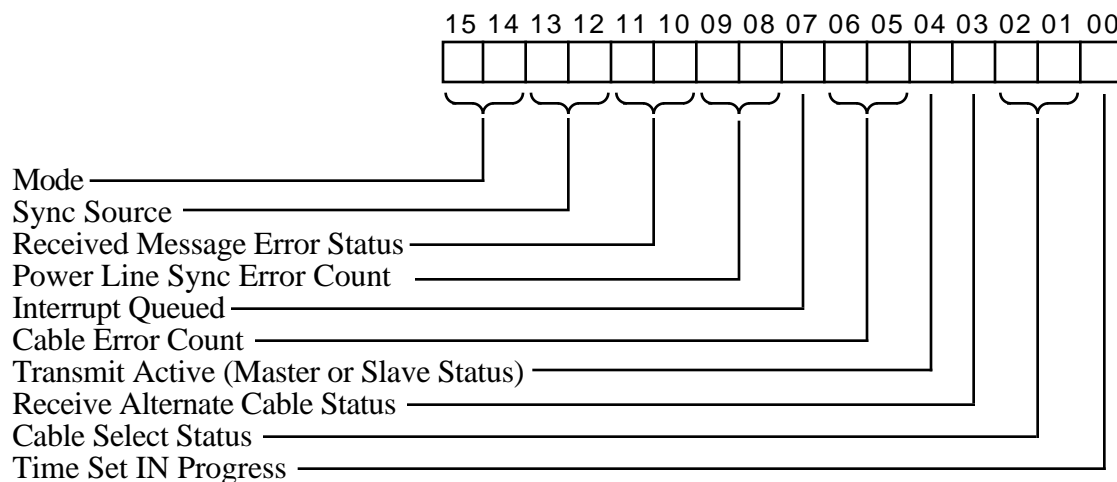 15 14 13 12 11 10 09 08 07 06 05 04 03 02 01 00
Mode
Sync Source
Received Message Error Status
Power Line Sync Error Count
Interrupt Queued
Cable Error Count
Transmit Active (Master or Slave Status)
Receive Alternate Cable Status
Cable Select Status
Time Set IN Progress